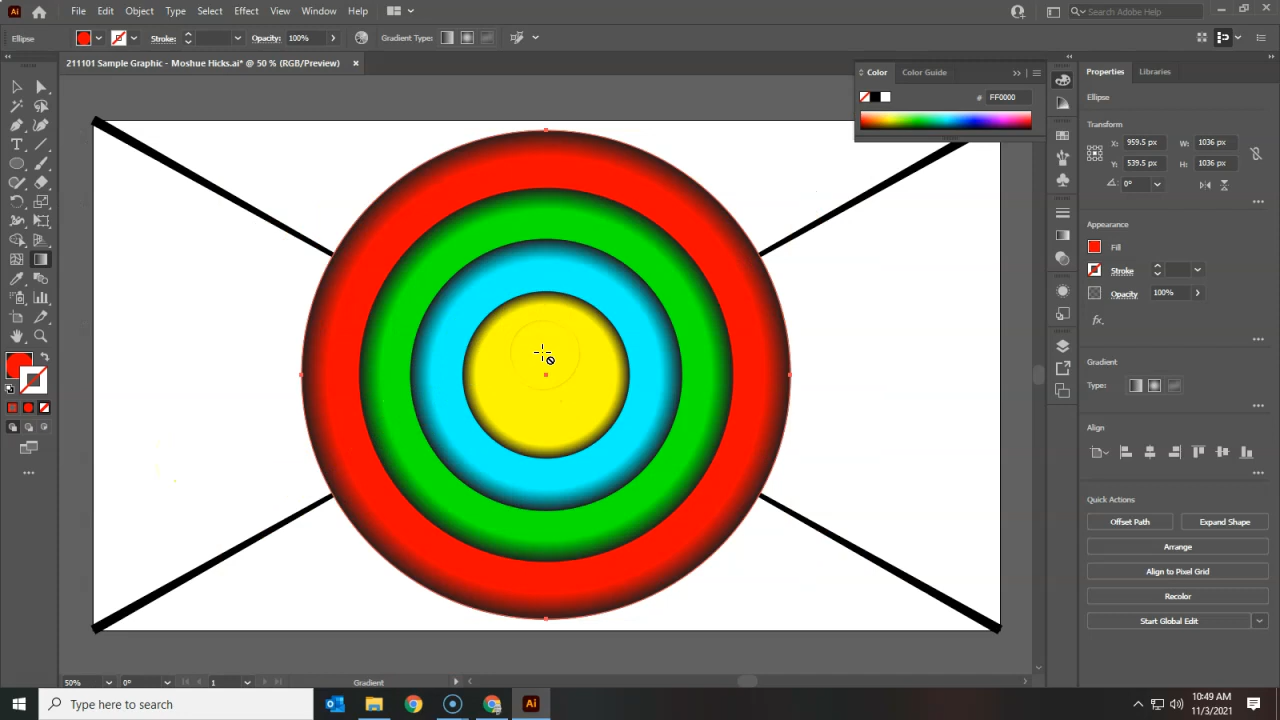 Ai File Edit Object Type Select Effect View Window Help Search Adobe Help
Ellipse Stroke: Opacity: 100% Gradient Type:
211101 Sample Graphic - Moshue Hicks.ai* @ 50 % (RGB/Preview) ×
Color Color Guide
# FF0000
Properties Libraries
Ellipse
Transform
X: 959.5 px W: 1036 px
Y: 539.5 px H: 1036 px
0°
Appearance
Fill
Stroke
Opacity 100%
fx.
Gradient
Type:
Align
Quick Actions
Offset Path Expand Shape
Arrange
Align to Pixel Grid
Recolor
Start Global Edit
50% 0° 1 Gradient
Type here to search Ai
10:49 AM
11/3/2021